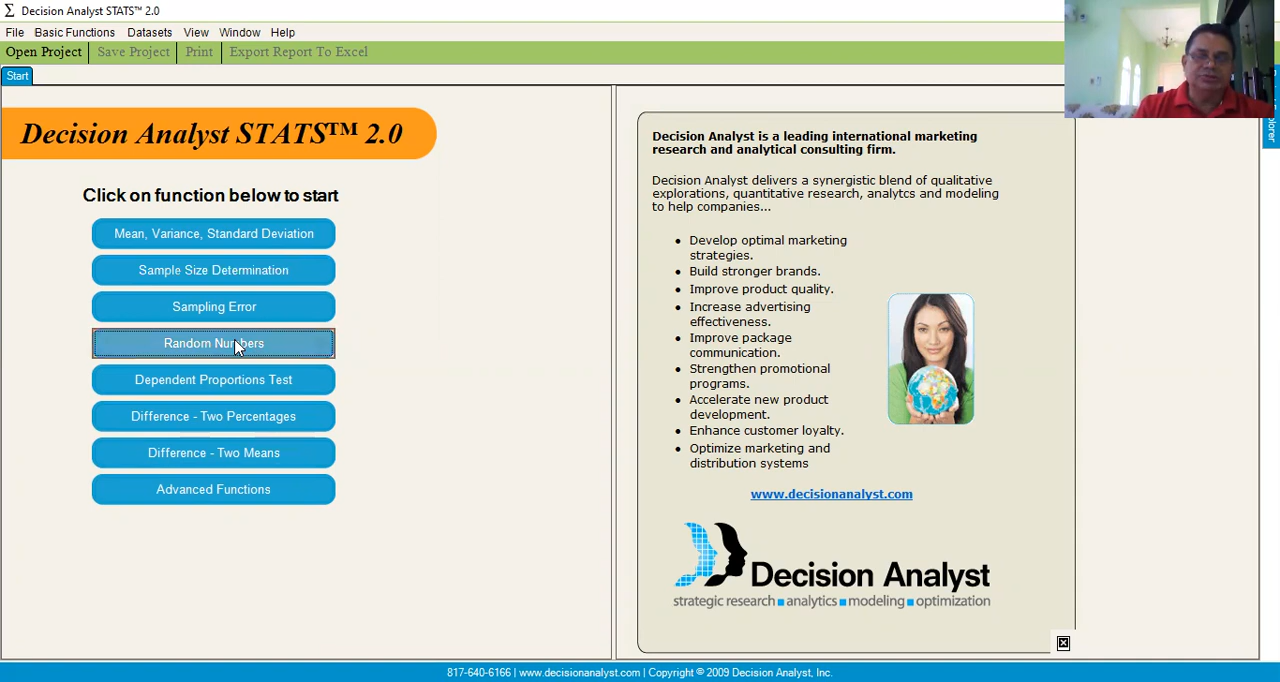 Decision Analyst STATS™ 2.0
File Basic Functions Datasets View Window Help
Open Project Save Project Print Export Report To Excel
Start
Decision Analyst STATS™ 2.0
Click on function below to start
Mean, Variance, Standard Deviation
Sample Size Determination
Sampling Error
Random Numbers
Dependent Proportions Test
Difference - Two Percentages
Difference - Two Means
Advanced Functions
Decision Analyst is a leading international marketing
research and analytical consulting firm.
Decision Analyst delivers a synergistic blend of qualitative
explorations, quantitative research, analytcs and modeling
to help companies...
• Develop optimal marketing
strategies.
• Build stronger brands.
• Improve product quality.
• Increase advertising
effectiveness.
• Improve package
communication.
• Strengthen promotional
programs.
• Accelerate new product
development.
• Enhance customer loyalty.
• Optimize marketing and
distribution systems
www.decisionanalyst.com
Decision Analyst
strategic research ■ analytics ■ modeling ■ optimization
817-640-6166 | www.decisionanalyst.com | Copyright © 2009 Decision Analyst, Inc.